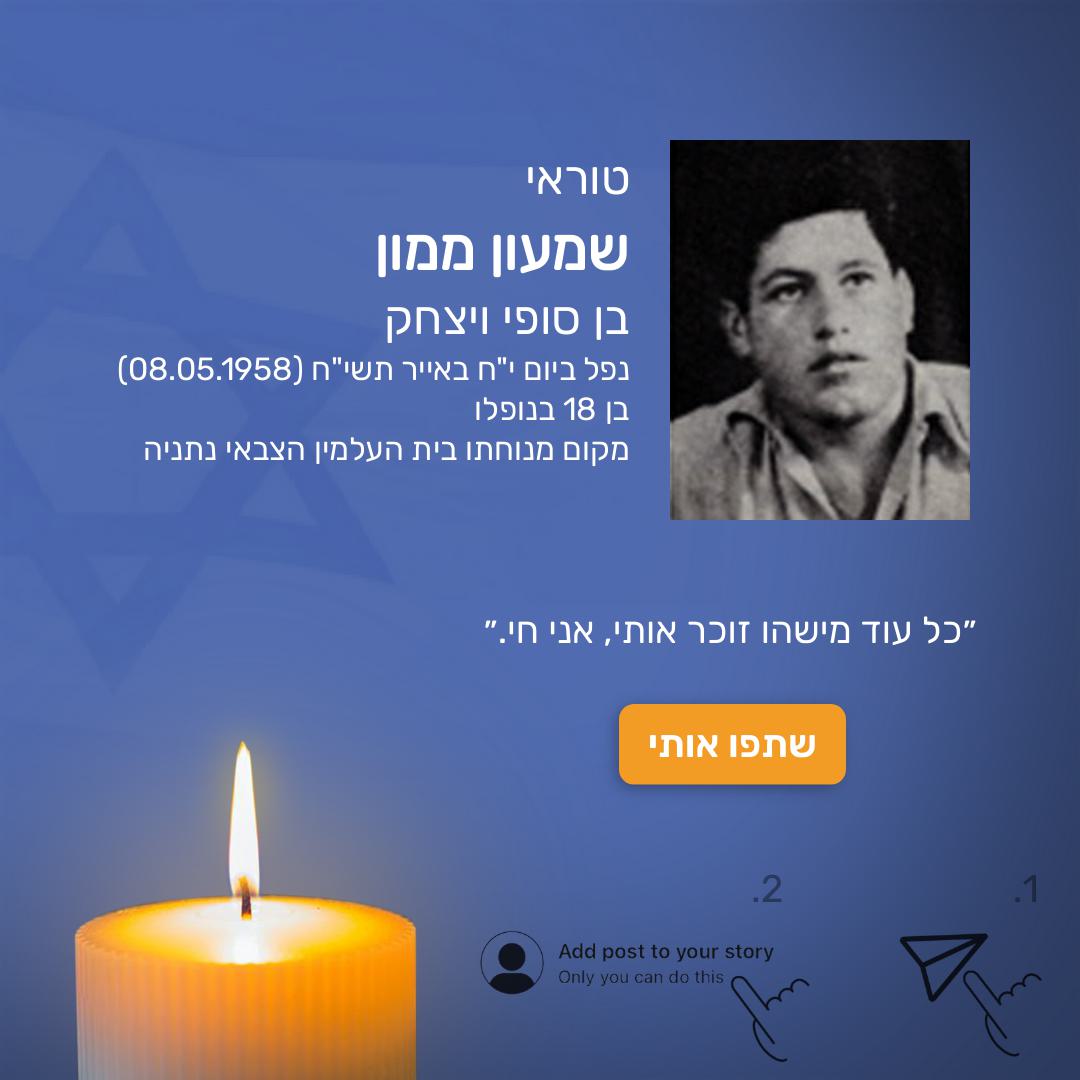 טוראי
שמעון ממון
בן סופי ויצחק
נפל ביום י"ח באייר תשי"ח (08.05.1958)
בן 18 בנופלו
מקום מנוחתו בית העלמין הצבאי נתניה
״כל עוד מישהו זוכר אותי, אני חי.״
שתפו אותי
1.
2.
Add post to your story
Only you can do this